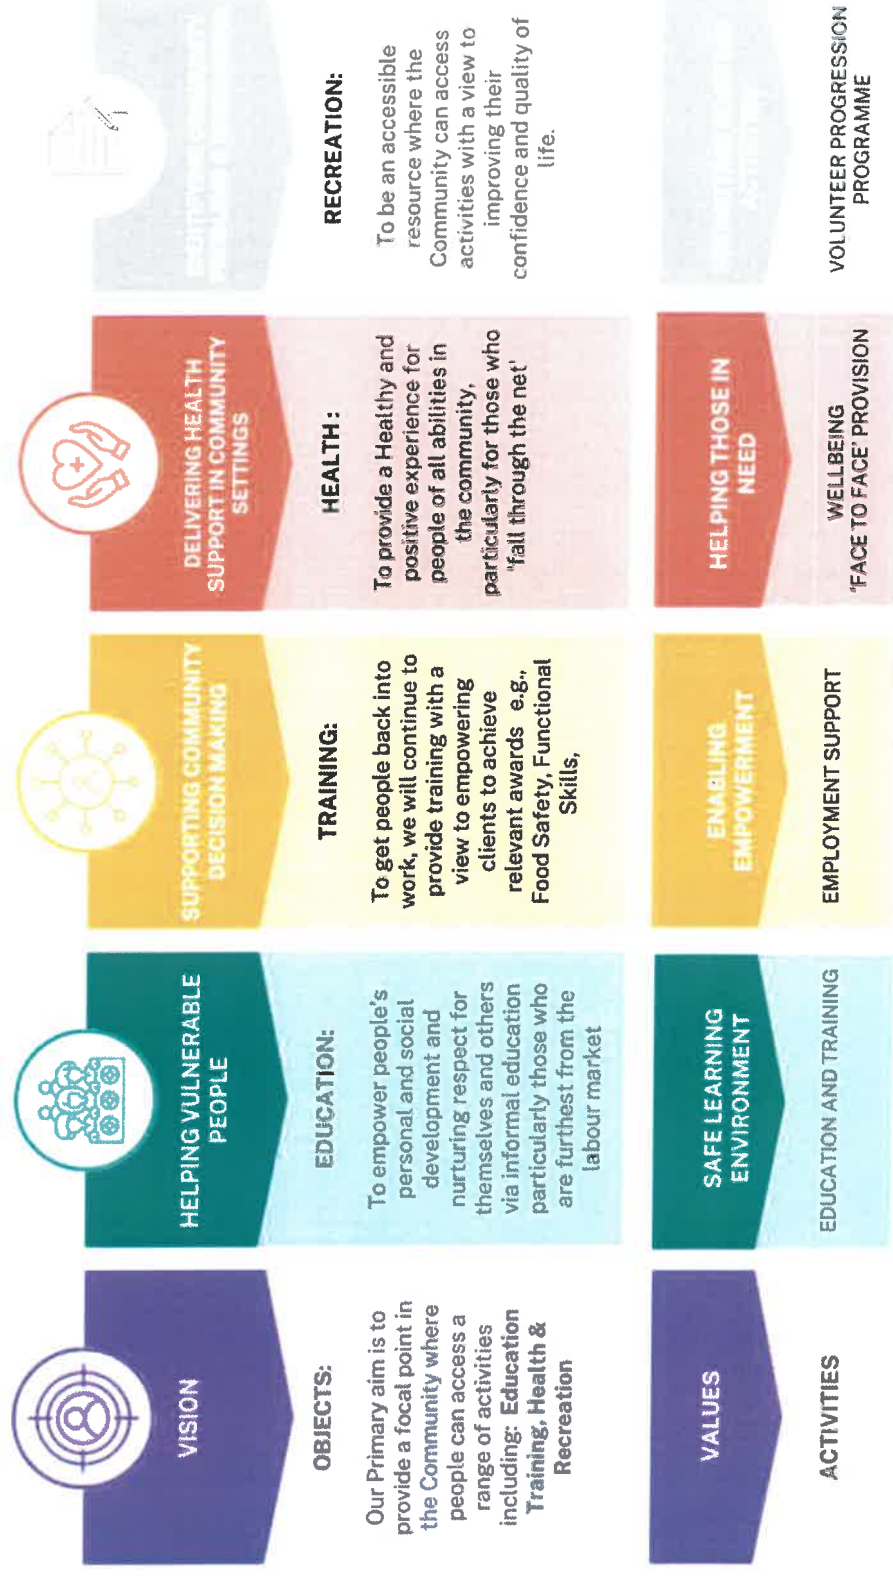 VISION
OBJECTS:
Our Primary aim is to
provide a focal point in
the Community where
people can access a
range of activities
including: Education
Training, Health &
Recreation
VALUES
ACTIVITIES
HELPING VULNERABLE
PEOPLE
EDUCATION:
To empower people's
personal and social
development and
nurturing respect for
themselves and others
via informal education
particularly those who
are furthest from the
labour market
SAFE LEARNING
ENVIRONMENT
EDUCATION AND TRAINING
SUPPORTING COMMUNITY
DECISION MAKING
TRAINING:
To get people back into
work, we will continue to
provide training with a
view to empowering
clients to achieve
relevant awards e.g.,
Food Safety, Functional
Skills,
ENABLING
EMPOWERMENT
EMPLOYMENT SUPPORT
DELIVERING HEALTH
SUPPORT IN COMMUNITY
SETTINGS
HEALTH :
To provide a Healthy and
positive experience for
people of all abilities in
the community,
particularly for those who
"fall through the net'
HELPING THOSE IN
NEED
WELLBEING
'FACE TO FACE' PROVISION
RECREATION:
To be an accessible
resource where the
Community can access
activities with a view to
improving their
confidence and quality of
life.
VOLUNTEER PROGRESSION
PROGRAMME